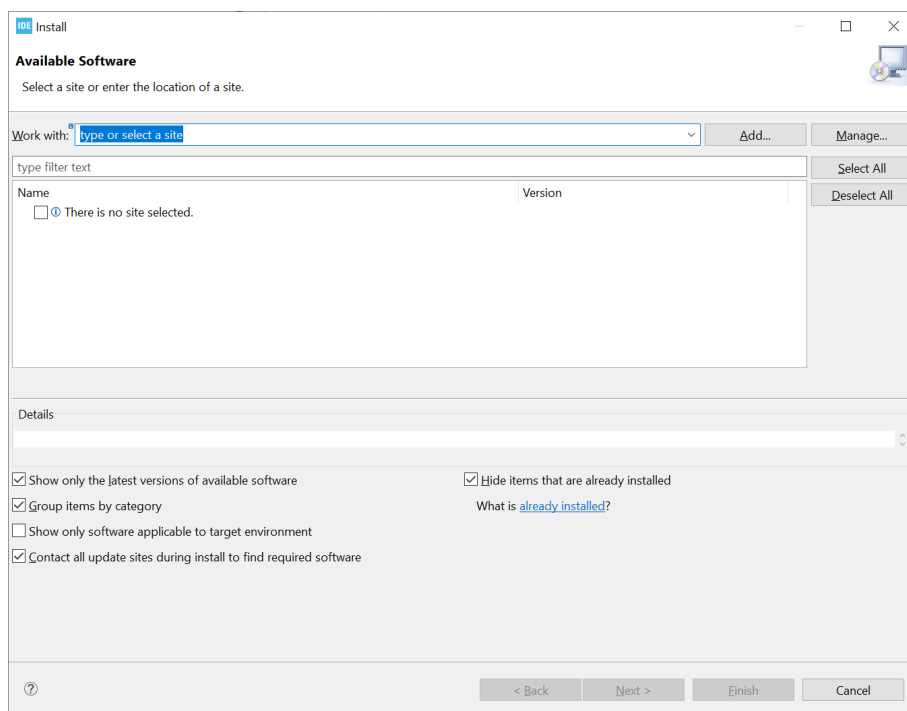 IDE Install
Available Software
Select a site or enter the location of a site.
Work with: type or select a site Add... Manage...
type filter text Select All
Name Version Deselect All
There is no site selected.
Details
Show only the latest versions of available software Hide items that are already installed
Group items by category What is already installed?
Show only software applicable to target environment
Contact all update sites during install to find required software
? < Back Next > Finish Cancel